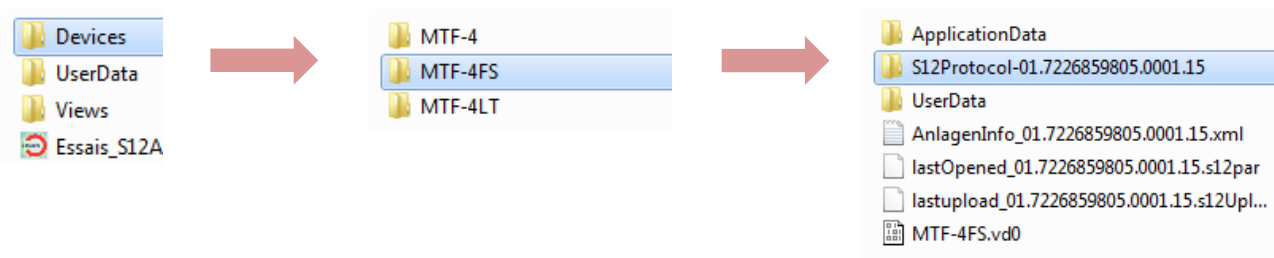 Devices
UserData
Views
Essais_S12A
MTF-4
MTF-4FS
MTF-4LT
ApplicationData
S12Protocol-01.7226859805.0001.15
UserData
AnlagenInfo_01.7226859805.0001.15.xml
lastOpened_01.7226859805.0001.15.s12par
lastupload_01.7226859805.0001.15.s12Upl...
MTF-4FS.vd0